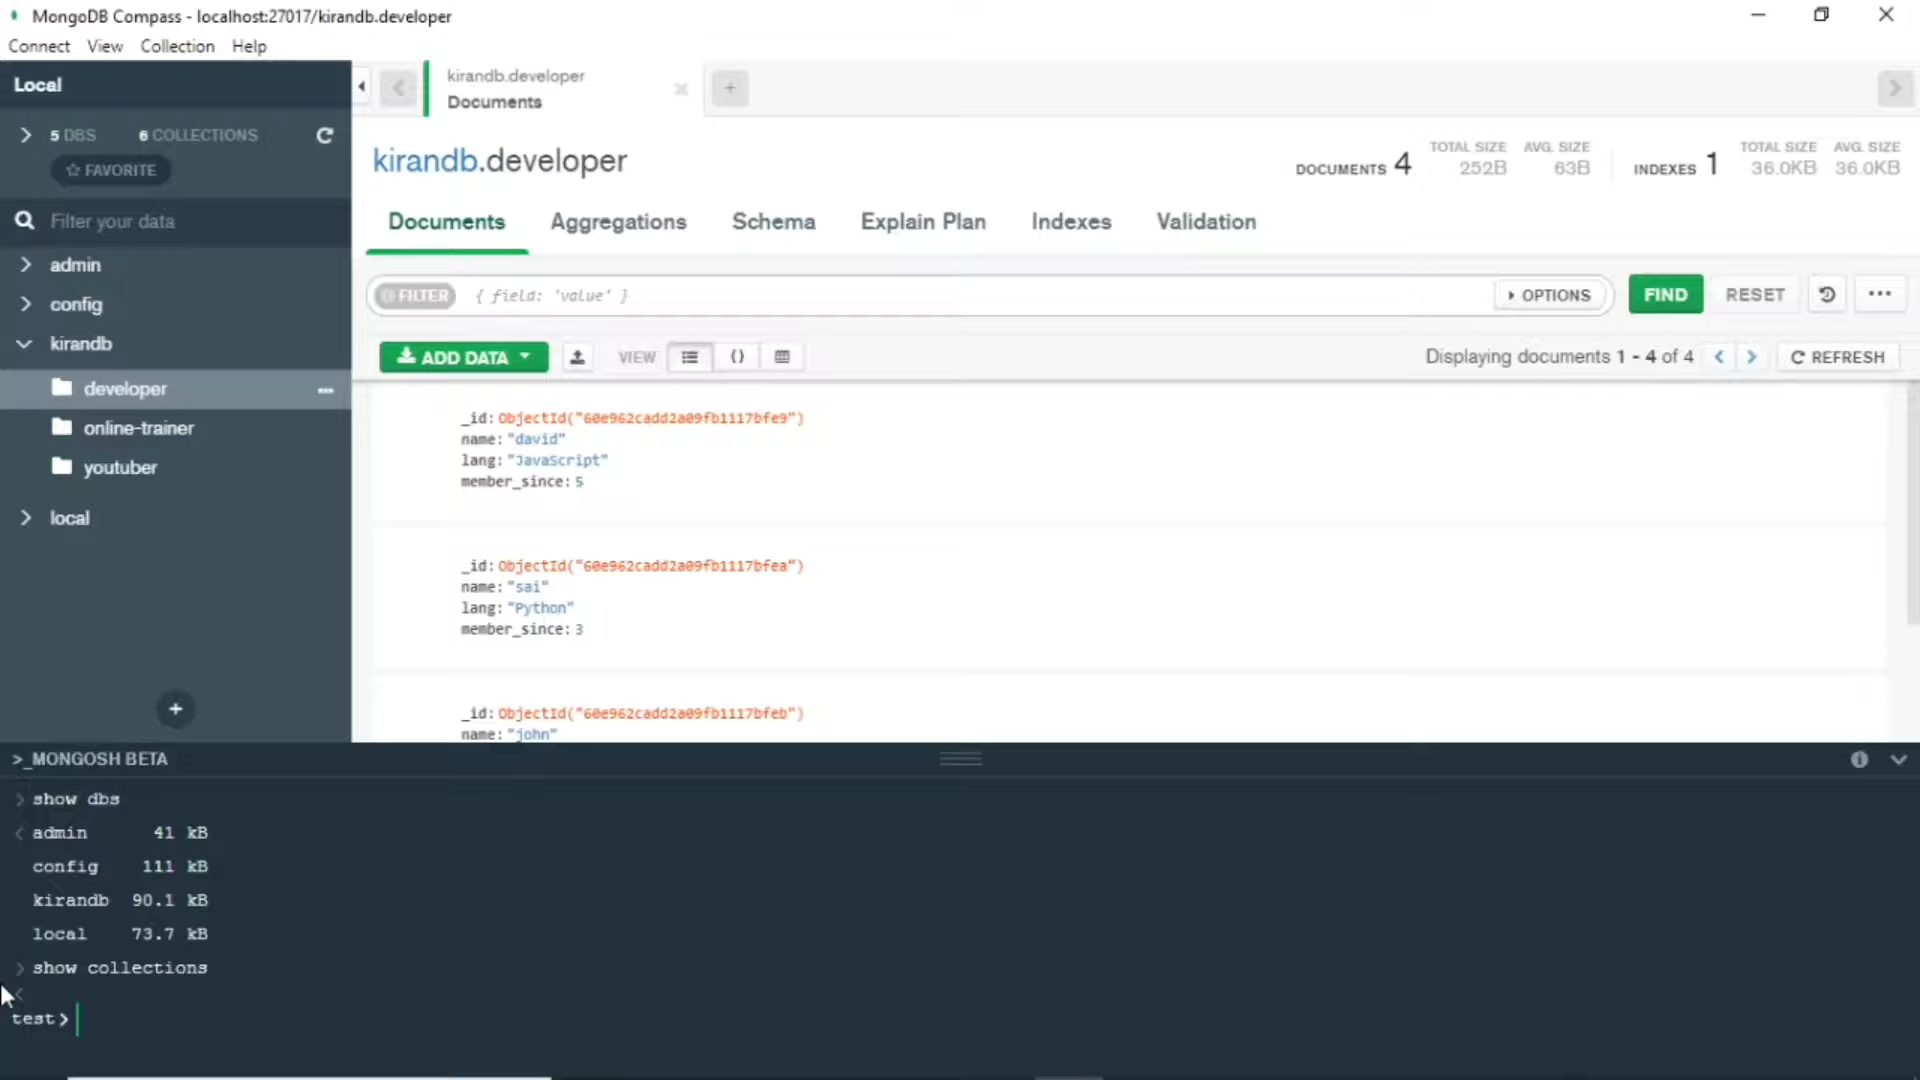 MongoDB Compass - localhost:27017/kirandb.developer
Connect View Collection Help
Local
5 DBS 6 COLLECTIONS
FAVORITE
Filter your data
admin
config
kirandb
developer
online-trainer
youtuber
local
kirandb.developer
Documents
kirandb.developer
DOCUMENTS 4 TOTAL SIZE 252B AVG. SIZE 63B INDEXES 1 TOTAL SIZE 36.0KB AVG. SIZE 36.0KB
Documents Aggregations Schema Explain Plan Indexes Validation
FILTER { field: 'value' } OPTIONS FIND RESET
ADD DATA VIEW {} Displaying documents 1 - 4 of 4 REFRESH
_id: ObjectId("60e962cadd2a09fb1117bfe9")
name: "david"
lang: "JavaScript"
member_since: 5
_id: ObjectId("60e962cadd2a09fb1117bfea")
name: "sai"
lang: "Python"
member_since: 3
_id: ObjectId("60e962cadd2a09fb1117bfeb")
name: "john"
>_MONGOSH BETA
> show dbs
< admin 41 kB
config 111 kB
kirandb 90.1 kB
local 73.7 kB
> show collections
<
test>